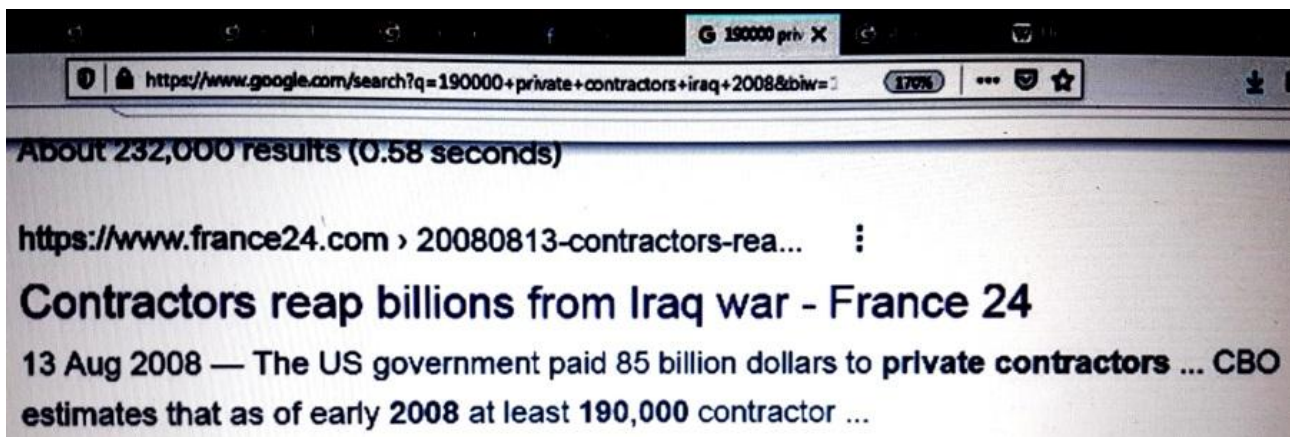 G 190000 priv X
https://www.google.com/search?q=190000+private+contractors+iraq+2008&biw=
170%
About 232,000 results (0.58 seconds)
https://www.france24.com › 20080813-contractors-rea...
Contractors reap billions from Iraq war - France 24
13 Aug 2008 — The US government paid 85 billion dollars to private contractors ... CBO
estimates that as of early 2008 at least 190,000 contractor ...